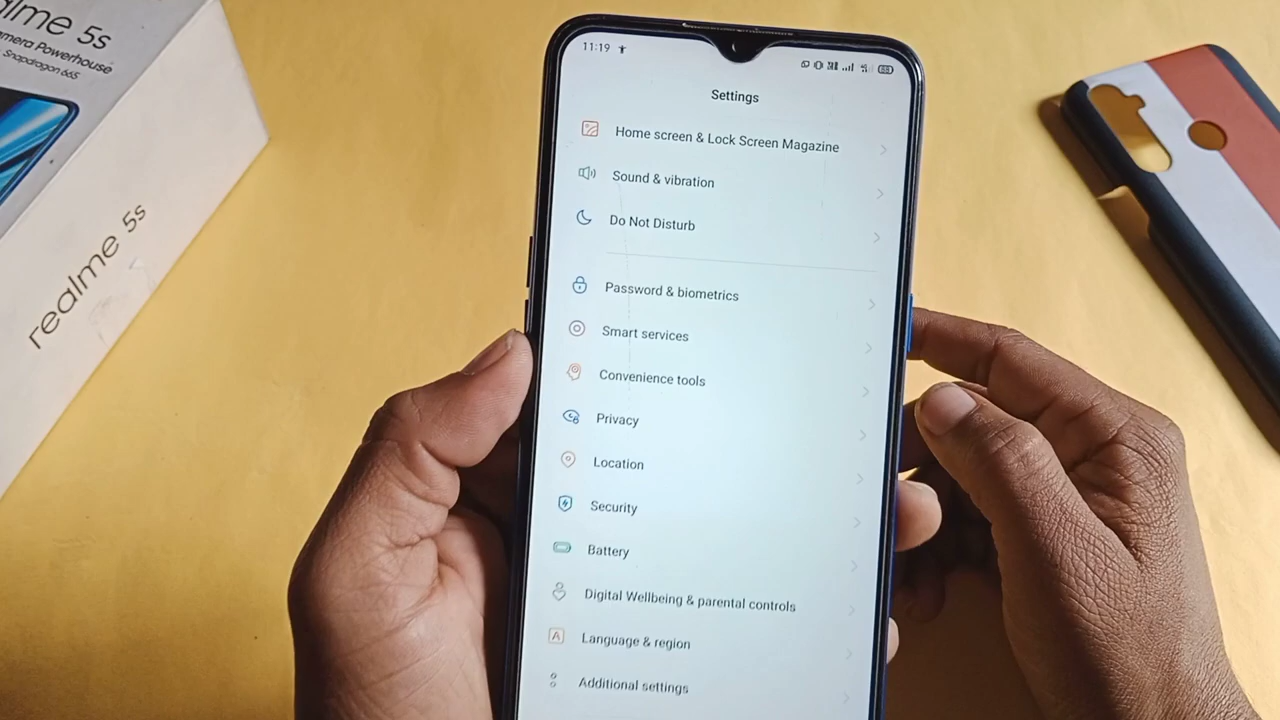 realme 5s
Camera Powerhouse
Snapdragon 665
realme 5s
11:19
Settings
Home screen & Lock Screen Magazine
Sound & vibration
Do Not Disturb
Password & biometrics
Smart services
Convenience tools
Privacy
Location
Security
Battery
Digital Wellbeing & parental controls
A Language & region
Additional settings